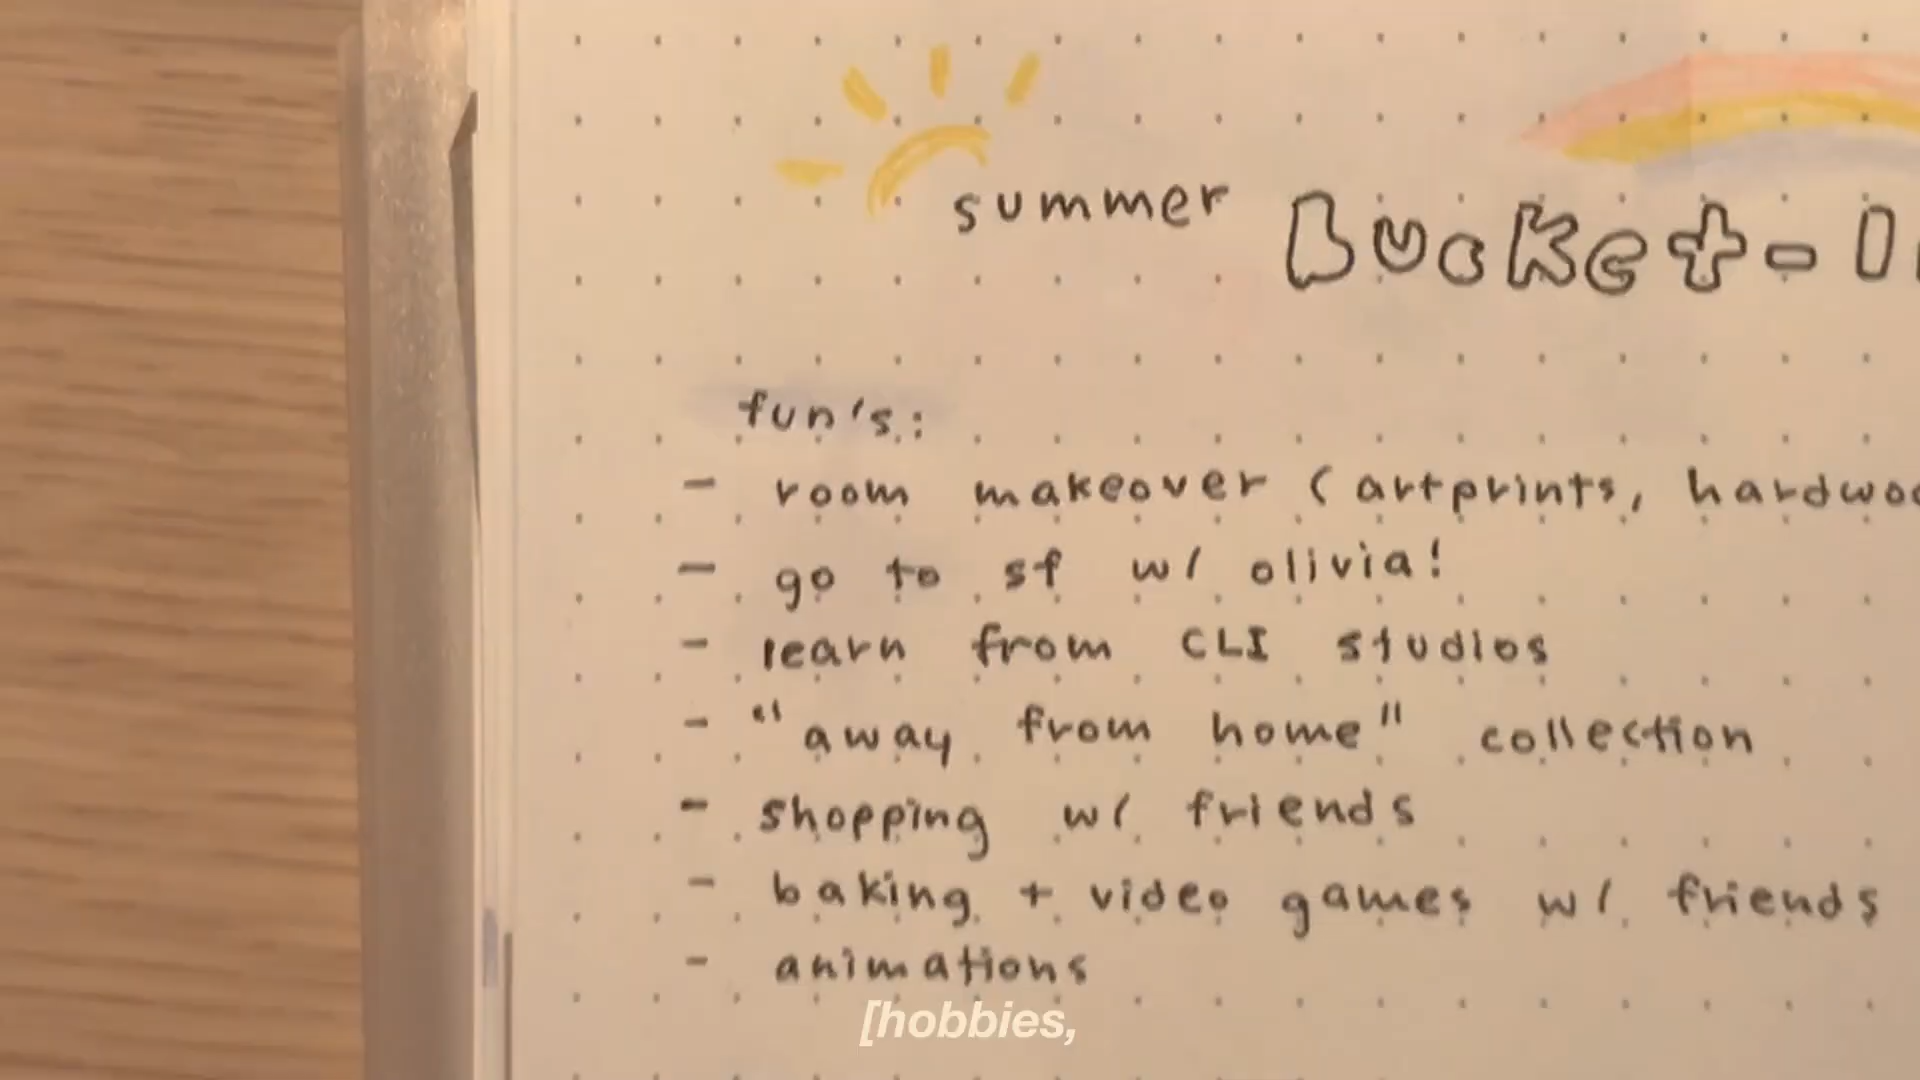 summer bucket-
fun's:
- room makeover (artprints,
- go to sf w/ olivia!
- learn from CLI studios
- "away from home" collection
- shopping w/ friends
- baking + video games w/ friends
- animations
[hobbies,